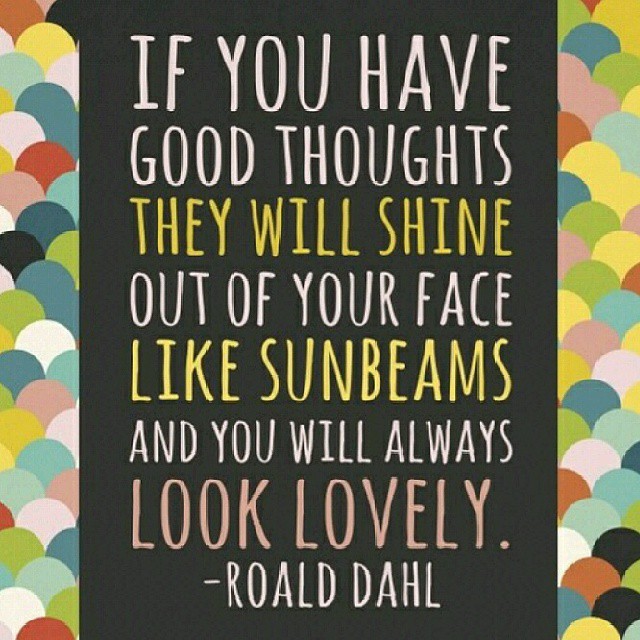 IF YOU HAVE
GOOD THOUGHTS
THEY WILL SHINE
OUT OF YOUR FACE
LIKE SUNBEAMS
AND YOU WILL ALWAYS
LOOK LOVELY.
-ROALD DAHL